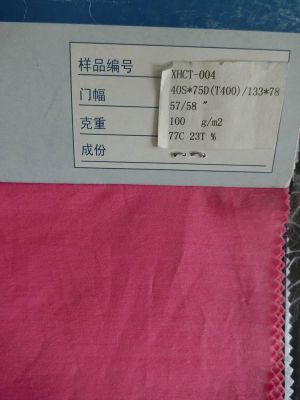 样品编号 XHCT-004
40S*75D(T400)/133*78
门幅 57/58 "
克重 100 g/m2
成份 77C 23T %